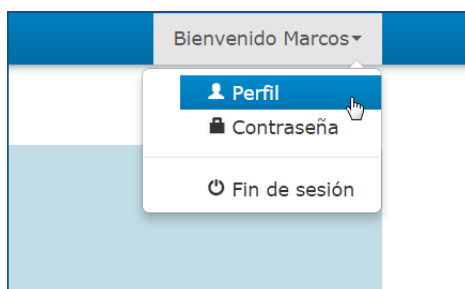 Bienvenido Marcos
Perfil
Contraseña
Fin de sesión